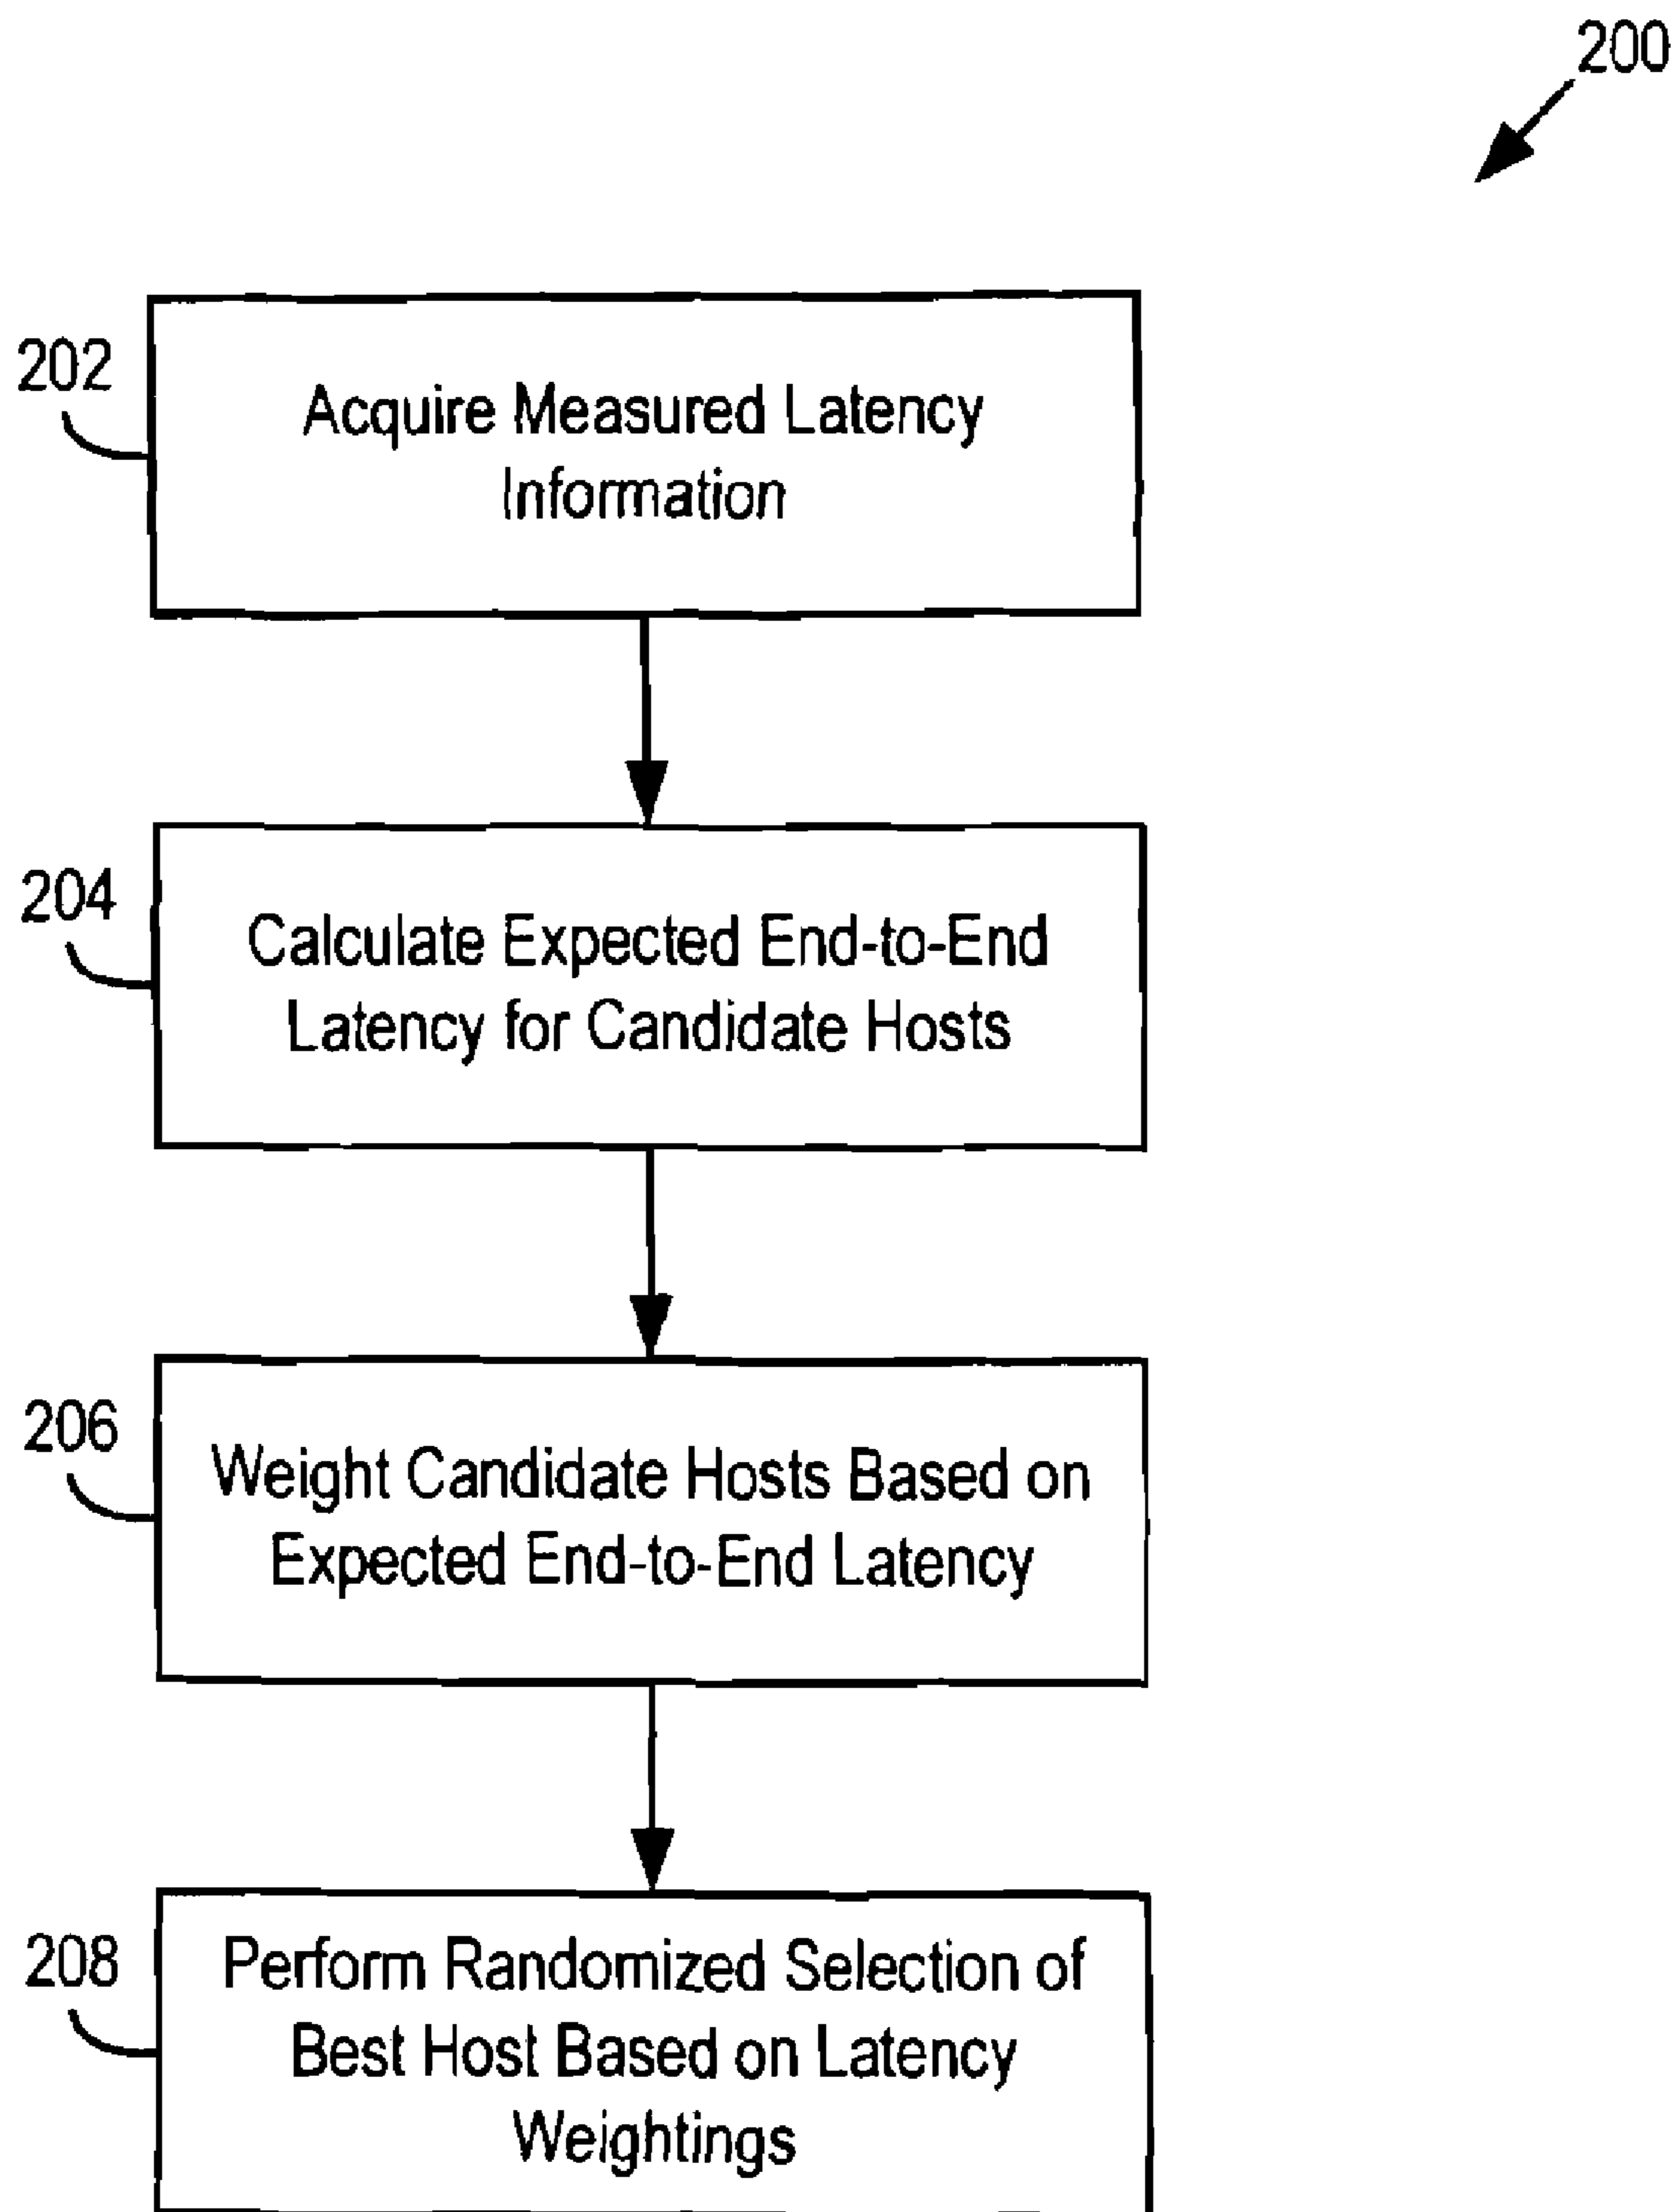 200
202
Acquire Measured Latency
Information
204
Calculate Expected End-to-End
Latency for Candidate Hosts
206
Weight Candidate Hosts Based on
Expected End-to-End Latency
208
Perform Randomized Selection of
Best Host Based on Latency
Weightings